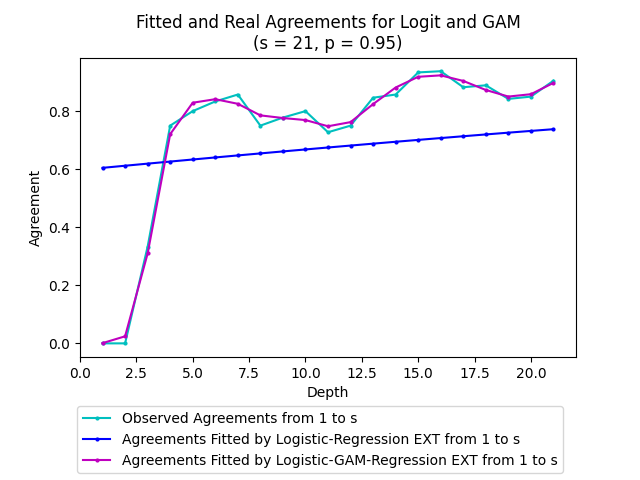 Fitted and Real Agreements for Logit and GAM
(s = 21, p = 0.95)
Agreement
0.8
0.6
0.4
0.2
0.0
0.0 2.5 5.0 7.5 10.0 12.5 15.0 17.5 20.0
Depth
Observed Agreements from 1 to s
Agreements Fitted by Logistic-Regression EXT from 1 to s
Agreements Fitted by Logistic-GAM-Regression EXT from 1 to s